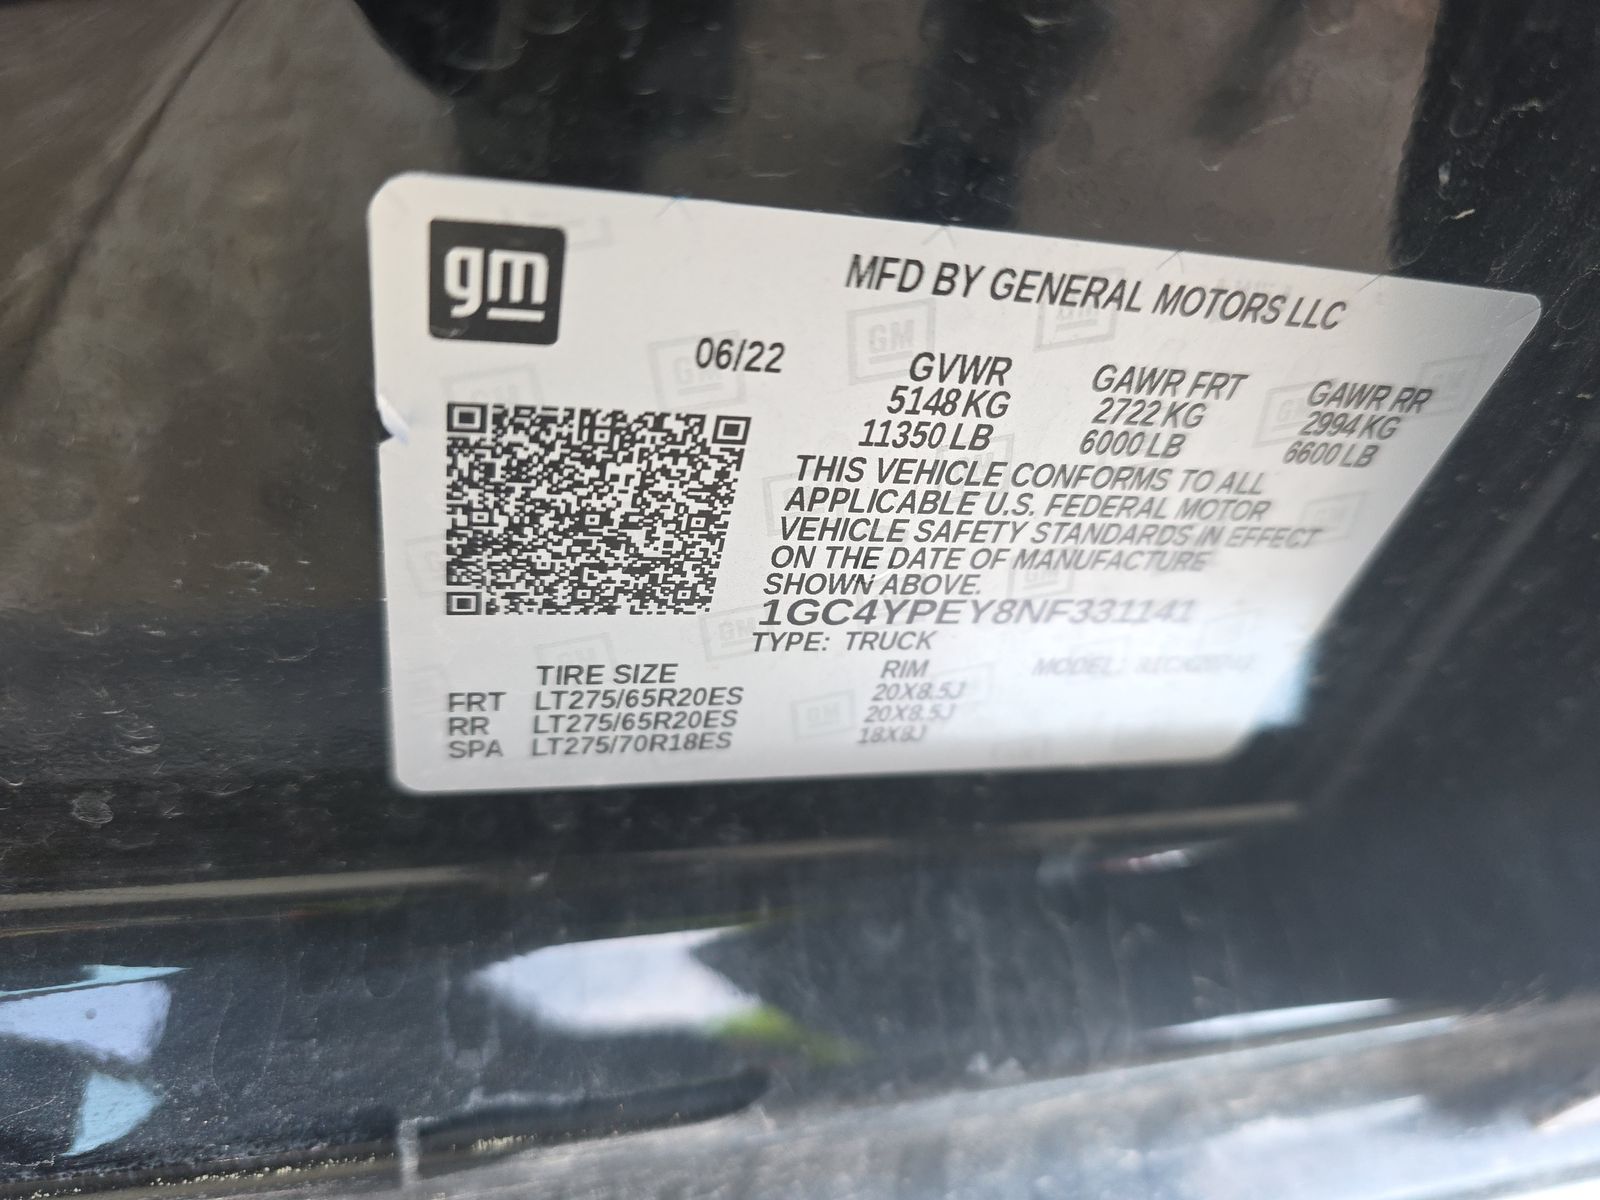 gm
MFD BY GENERAL MOTORS LLC
06/22 GVWR GAWR FRT GAWR RR
5148 KG 2722 KG 2994 KG
11350 LB 6000 LB 6600 LB
THIS VEHICLE CONFORMS TO ALL
APPLICABLE U.S. FEDERAL MOTOR
VEHICLE SAFETY STANDARDS IN EFFECT
ON THE DATE OF MANUFACTURE
SHOWN ABOVE.
1GC4YPEY8NF331141
TYPE: TRUCK
TIRE SIZE RIM MODEL:
FRT LT275/65R20ES 20X8.5J
RR LT275/65R20ES 20X8.5J
SPA LT275/70R18ES 18X8J